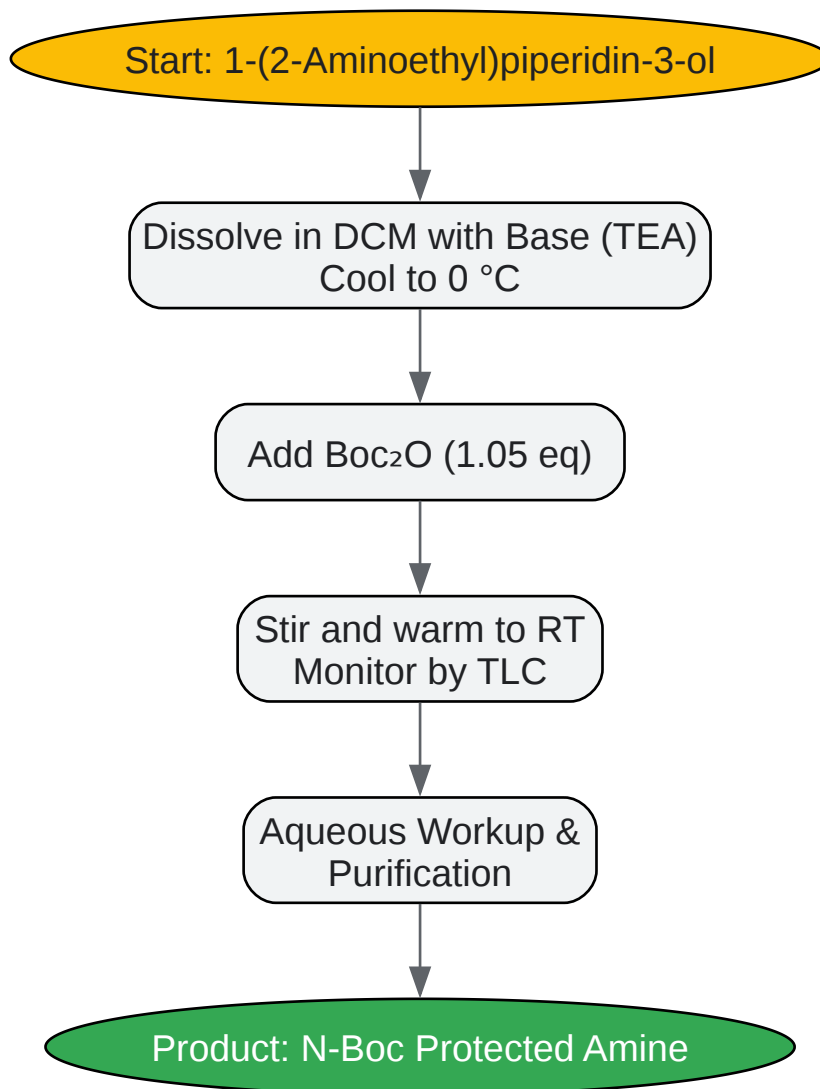 Start: 1-(2-Aminoethyl)piperidin-3-ol
Dissolve in DCM with Base (TEA)
Cool to 0 °C
Add Boc₂O (1.05 eq)
Stir and warm to RT
Monitor by TLC
Aqueous Workup &
Purification
Product: N-Boc Protected Amine